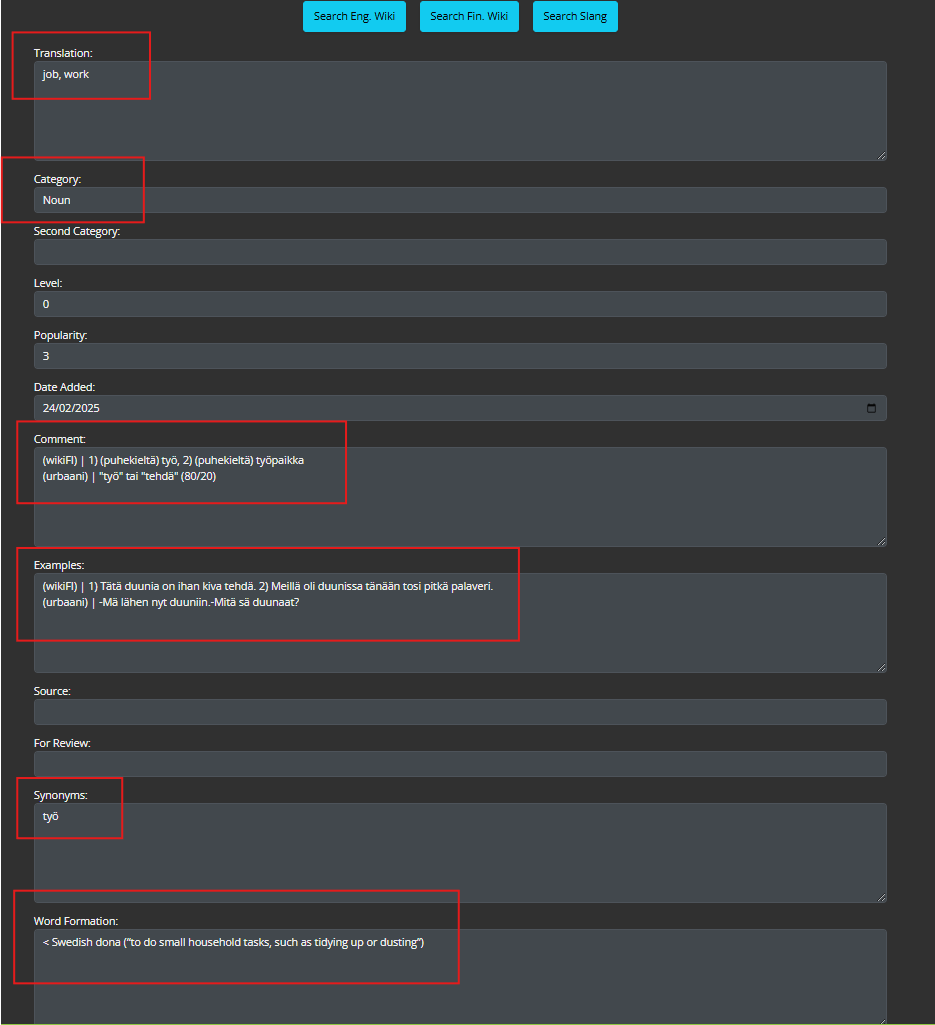 Search Eng. Wiki Search Fin. Wiki Search Slang
Translation:
job, work
Category:
Noun
Second Category:
Level:
0
Popularity:
3
Date Added:
24/02/2025
Comment:
(wikiFI) | 1) (puhekieltä) työ, 2) (puhekieltä) työpaikka
(urbaani) | "työ" tai "tehdä" (80/20)
Examples:
(wikiFI) | 1) Tätä duunia on ihan kiva tehdä. 2) Meillä oli duunissa tänään tosi pitkä palaveri.
(urbaani) | -Mä lähen nyt duuniin.-Mitä sä duunaat?
Source:
For Review:
Synonyms:
työ
Word Formation:
< Swedish dona (“to do small household tasks, such as tidying up or dusting”)